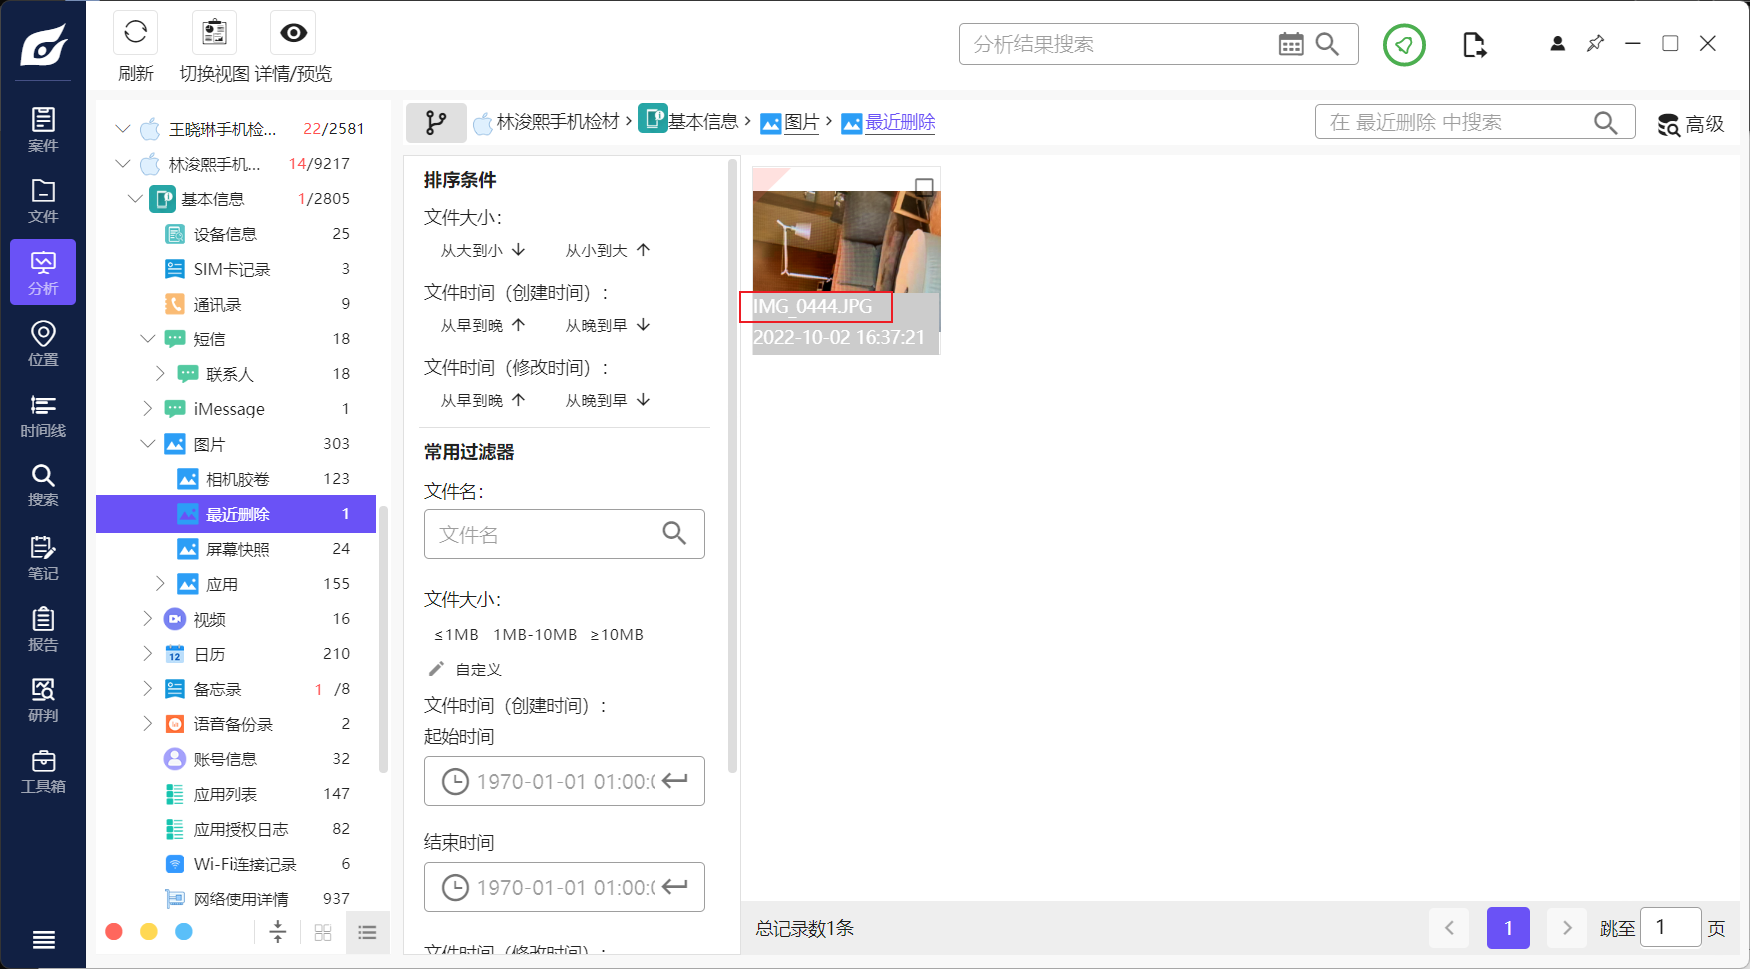 刷新
切换视图
详情/预览
分析结果搜索
案件
文件
分析
位置
时间线
搜索
笔记
报告
研判
工具箱
王晓琳手机检... 22/2581
林浚熙手机... 14/9217
基本信息 1/2805
设备信息 25
SIM卡记录 3
通讯录 9
短信 18
联系人 18
iMessage 1
图片 303
相机胶卷 123
最近删除 1
屏幕快照 24
应用 155
视频 16
日历 210
备忘录 1 /8
语音备份录 2
账号信息 32
应用列表 147
应用授权日志 82
Wi-Fi连接记录 6
网络使用详情 937
林浚熙手机检材 › 基本信息 › 图片 › 最近删除
在 最近删除 中搜索
高级
排序条件
文件大小：
从大到小 ↓ 从小到大 ↑
文件时间（创建时间）：
从早到晚 ↑ 从晚到早 ↓
文件时间（修改时间）：
从早到晚 ↑ 从晚到早 ↓
常用过滤器
文件名：
文件名
文件大小：
≤1MB 1MB-10MB ≥10MB
自定义
文件时间（创建时间）：
起始时间
1970-01-01 01:00:
结束时间
1970-01-01 01:00:
文件时间（修改时间）：
IMG_0444.JPG
2022-10-02 16:37:21
总记录数1条
1
跳至 1 页